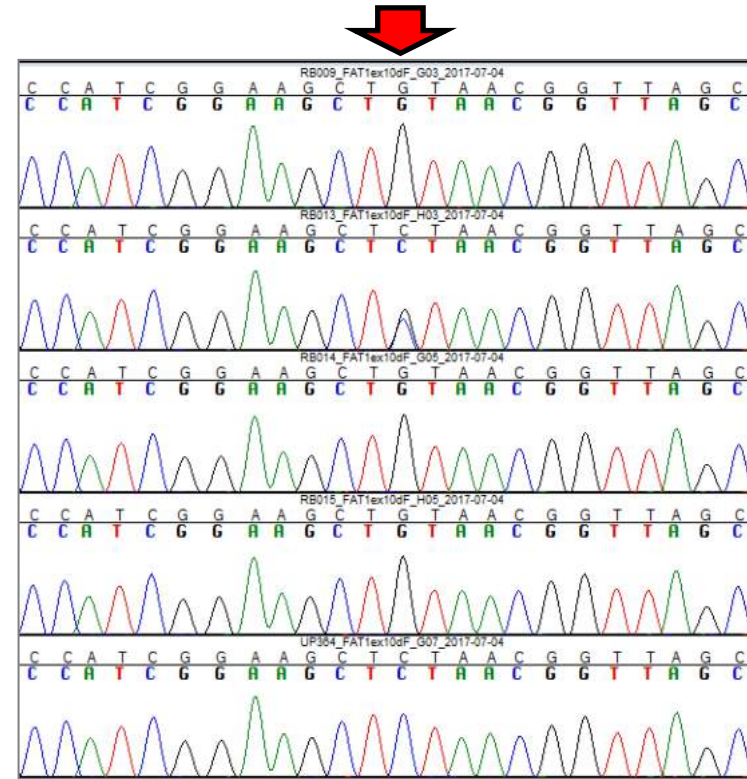 RB009_FAT1ex10dF_G03_2017-07-04
C C A T C G G A A G C T G T A A C G G T T A G C
C C A T C G G A A G C T G T A A C G G T T A G C
RB013_FAT1ex10dF_H03_2017-07-04
C C A T C G G A A G C T C T A A C G G T T A G C
C C A T C G G A A G C T C T A A C G G T T A G C
RB014_FAT1ex10dF_G05_2017-07-04
C C A T C G G A A G C T G T A A C G G T T A G C
C C A T C G G A A G C T G T A A C G G T T A G C
RB015_FAT1ex10dF_H05_2017-07-04
C C A T C G G A A G C T G T A A C G G T T A G C
C C A T C G G A A G C T G T A A C G G T T A G C
UP364_FAT1ex10dF_G07_2017-07-04
C C A T C G G A A G C T C T A A C G G T T A G C
C C A T C G G A A G C T C T A A C G G T T A G C